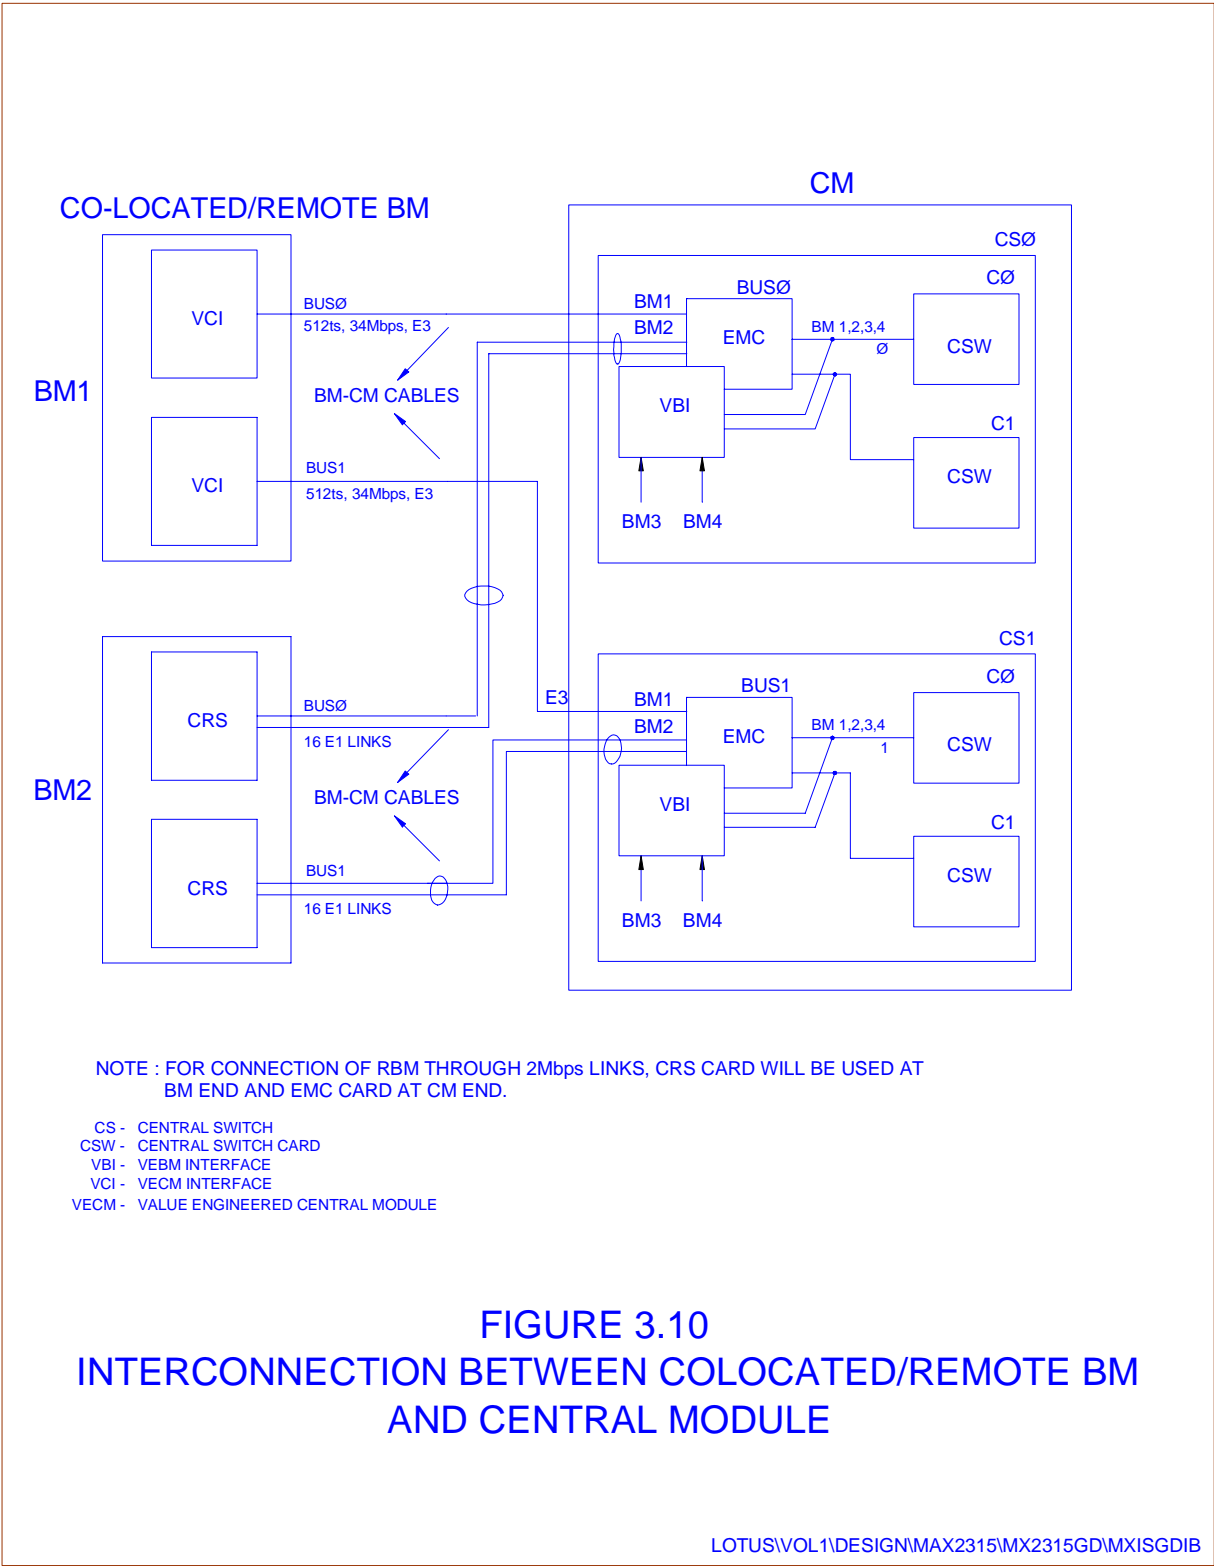 CM
CO-LOCATED/REMOTE BM
CSØ
CØ
BUSØ
BM1
BUSØ
VCI
512ts, 34Mbps, E3
BM2
EMC
BM 1,2,3,4
Ø
CSW
BM1
BM-CM CABLES
VBI
C1
BUS1
VCI
512ts, 34Mbps, E3
CSW
BM3 BM4
CS1
CØ
BUS1
E3
BM1
BUSØ
CRS
16 E1 LINKS
BM2
EMC
BM 1,2,3,4
1
CSW
BM2
BM-CM CABLES
VBI
C1
BUS1
CRS
16 E1 LINKS
CSW
BM3 BM4
NOTE : FOR CONNECTION OF RBM THROUGH 2Mbps LINKS, CRS CARD WILL BE USED AT
BM END AND EMC CARD AT CM END.
CS - CENTRAL SWITCH
CSW - CENTRAL SWITCH CARD
VBI - VEBM INTERFACE
VCI - VECM INTERFACE
VECM - VALUE ENGINEERED CENTRAL MODULE
FIGURE 3.10
INTERCONNECTION BETWEEN COLOCATED/REMOTE BM
AND CENTRAL MODULE
LOTUS\VOL1\DESIGN\MAX2315\MX2315GD\MXISGDIB